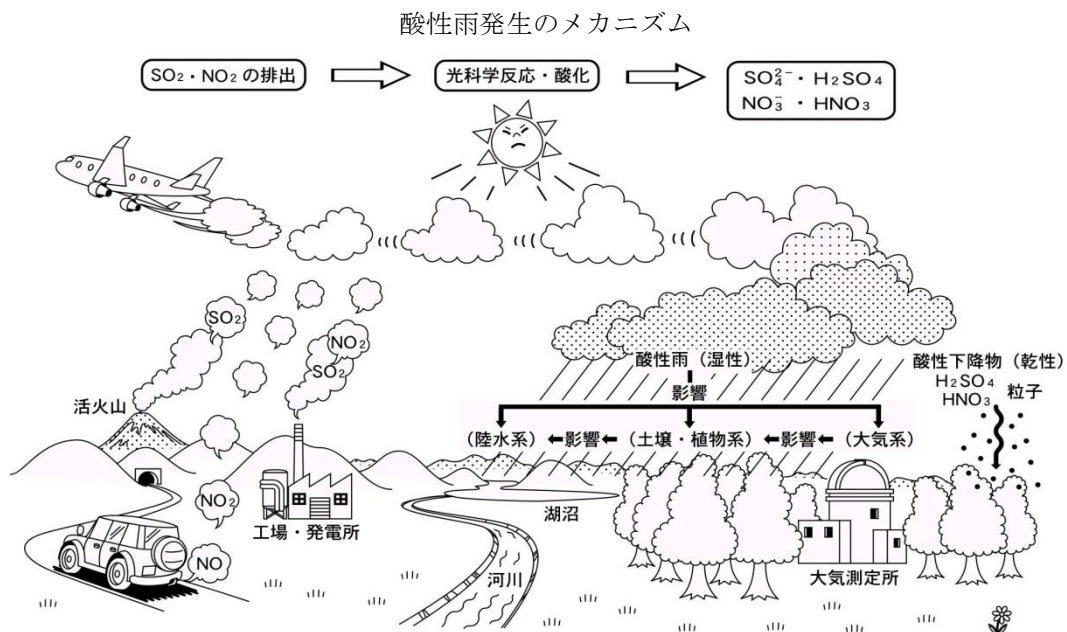 酸性雨発生のメカニズム
SO₂・NO₂の排出
光科学反応・酸化
SO₄²⁻・H₂SO₄
NO₃⁻・HNO₃
SO₂
NO₂
SO₂
活火山
NO₂
NO
工場・発電所
酸性雨（湿性）
影響
（陸水系）←影響←（土壌・植物系）←影響←（大気系）
酸性下降物（乾性）
H₂SO₄
HNO₃
粒子
湖沼
河川
大気測定所